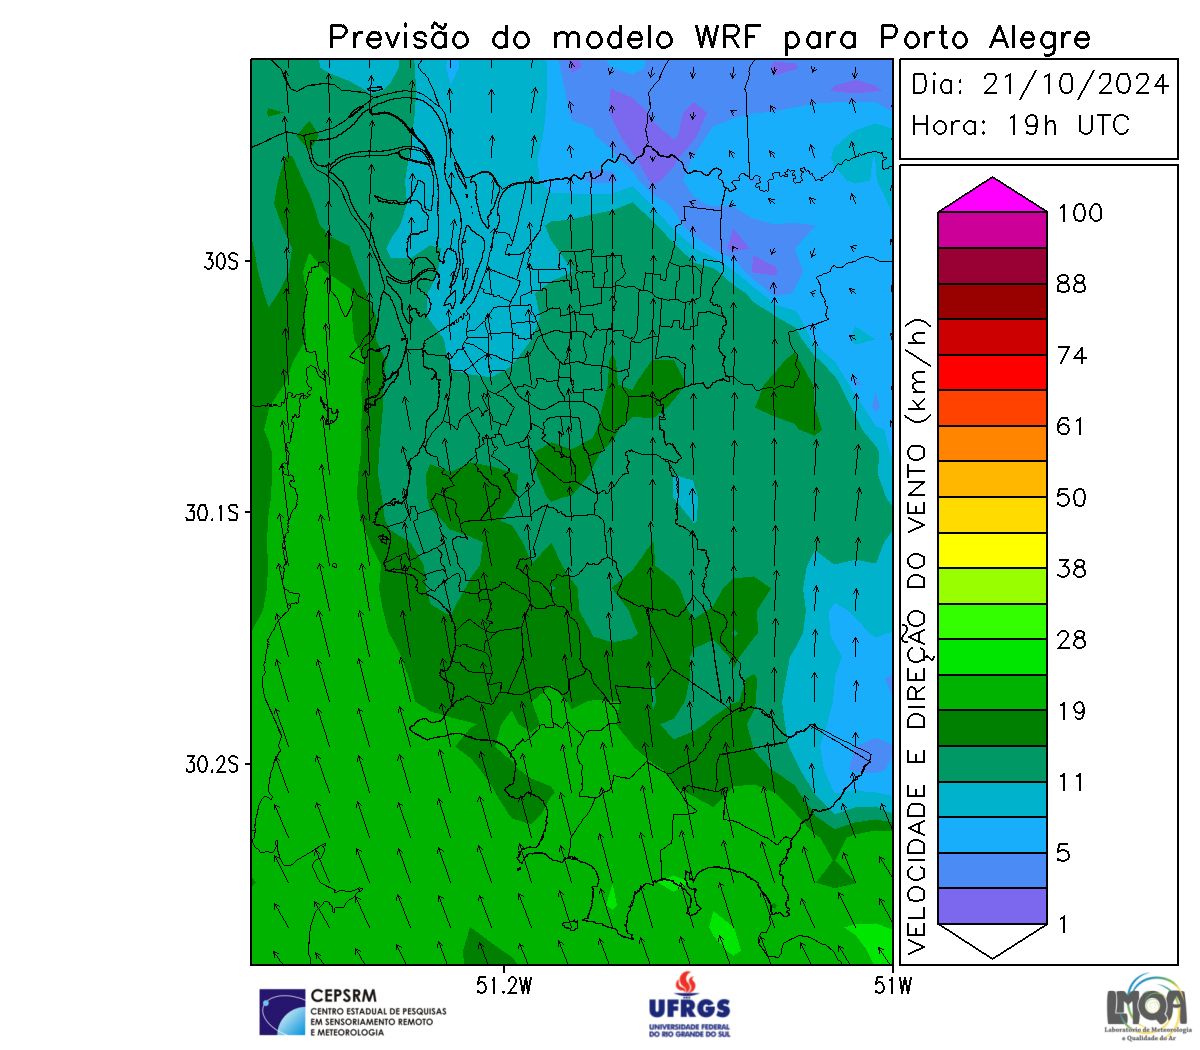 Previsão do modelo WRF para Porto Alegre
Dia: 21/10/2024
Hora: 19h UTC
30S
30.1S
30.2S
51.2W
51W
VELOCIDADE E DIREÇÃO DO VENTO (km/h)
100
88
74
61
50
38
28
19
11
5
1
CEPSRM
CENTRO ESTADUAL DE PESQUISAS
EM SENSORIAMENTO REMOTO
E METEOROLOGIA
UFRGS
UNIVERSIDADE FEDERAL
DO RIO GRANDE DO SUL
LMQA
Laboratório de Meteorologia
e Qualidade do Ar